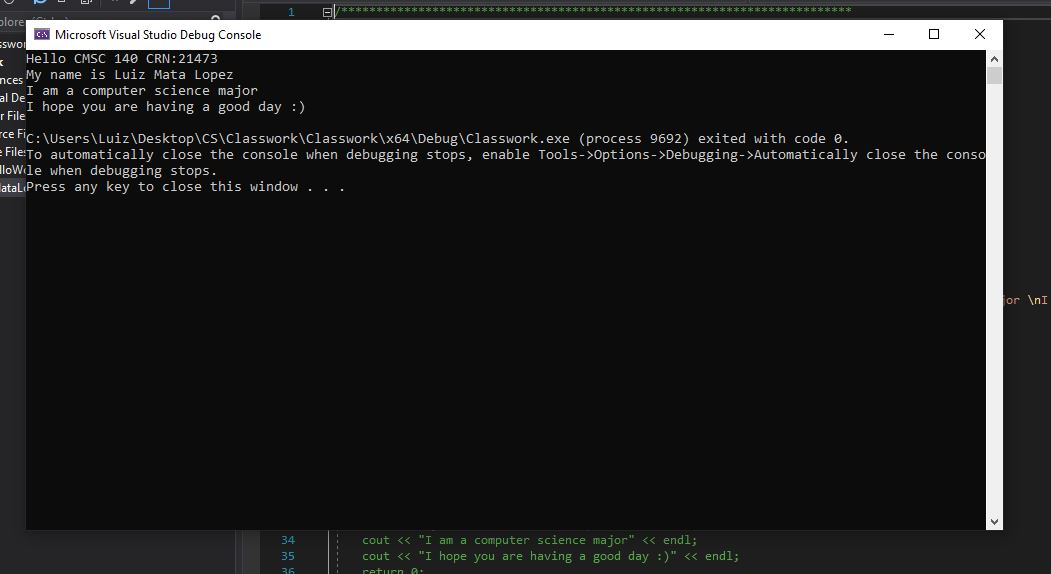 1 /*************************************************************************
Microsoft Visual Studio Debug Console
Hello CMSC 140 CRN:21473
My name is Luiz Mata Lopez
I am a computer science major
I hope you are having a good day :)
C:\Users\Luiz\Desktop\CS\Classwork\Classwork\x64\Debug\Classwork.exe (process 9692) exited with code 0.
To automatically close the console when debugging stops, enable Tools->Options->Debugging->Automatically close the conso
le when debugging stops.
Press any key to close this window . . .
jor \nI
34 cout << "I am a computer science major" << endl;
35 cout << "I hope you are having a good day :)" << endl;
36 return 0;